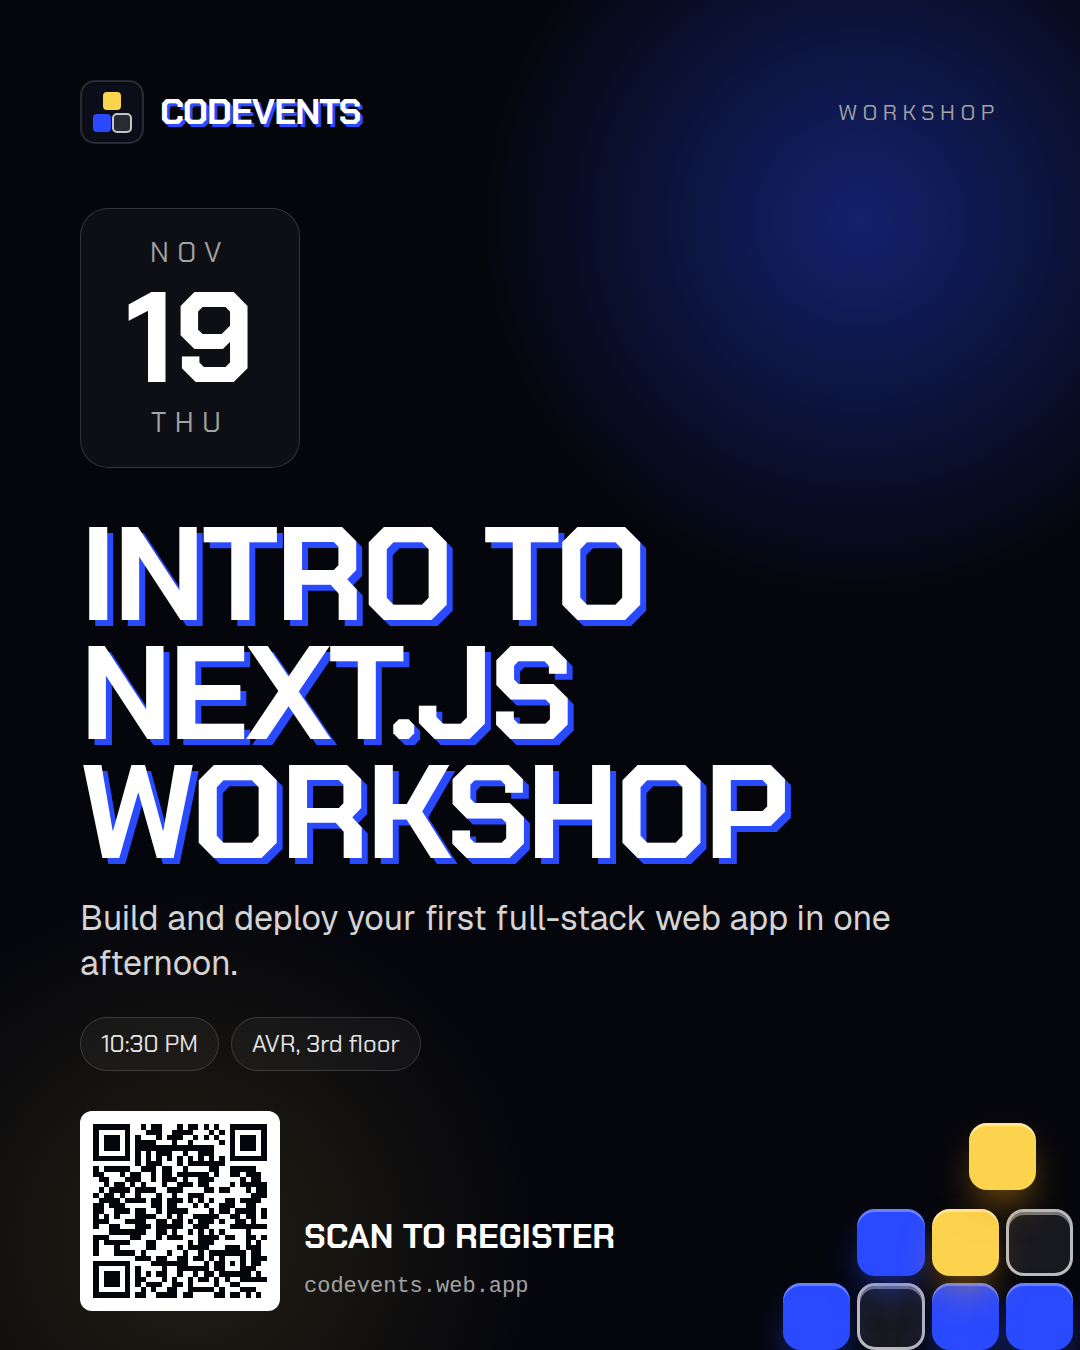 CODEVENTS
WORKSHOP
NOV
19
THU
INTRO TO
NEXT.JS
WORKSHOP
Build and deploy your first full-stack web app in one
afternoon.
10:30 PM
AVR, 3rd floor
SCAN TO REGISTER
codevents.web.app